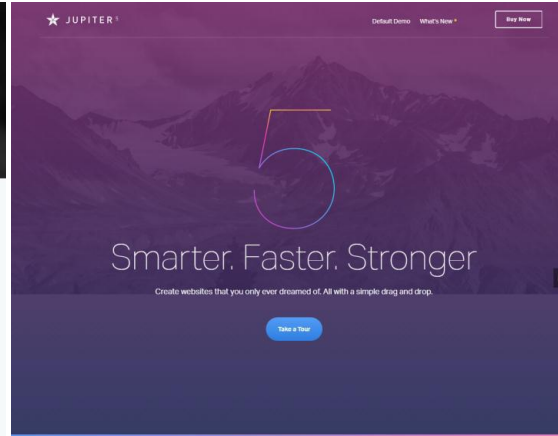 JUPITER 5
Default Demo What's New
Buy Now
5
Smarter. Faster. Stronger
Create websites that you only ever dreamed of. All with a simple drag and drop.
Take a Tour